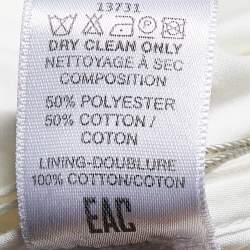 13731
DRY CLEAN ONLY
NETTOYAGE À SEC
COMPOSITION
50% POLYESTER
50% COTTON /
COTON
LINING-DOUBLURE
100% COTTON/COTON
EAC